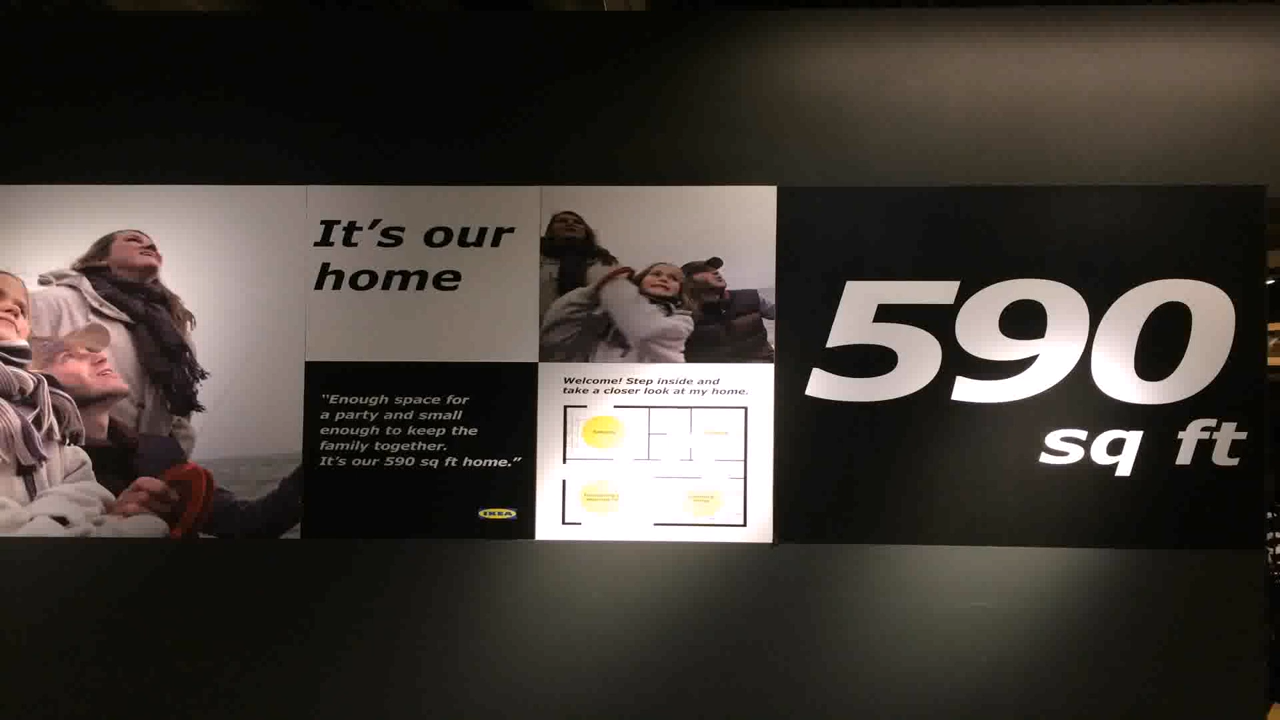 It's our
home
"Enough space for
a party and small
enough to keep the
family together.
It's our 590 sq ft home."
IKEA
Welcome! Step inside and
take a closer look at my home.
590
sq ft